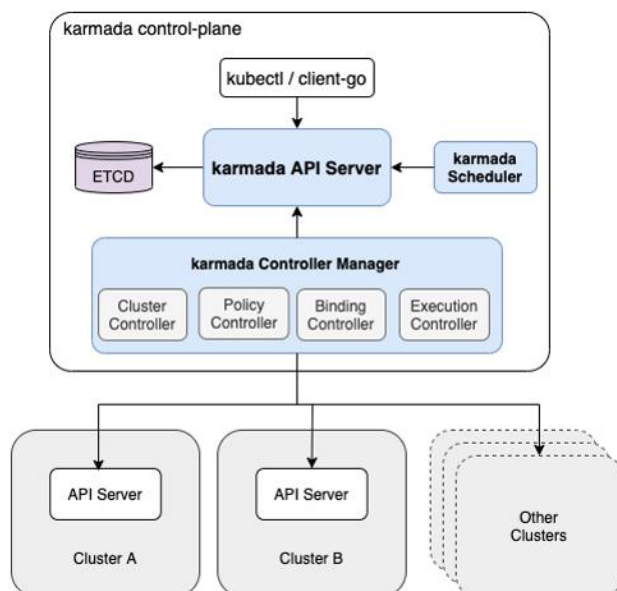 karmada control-plane
kubectl / client-go
ETCD
karmada API Server
karmada
Scheduler
karmada Controller Manager
Cluster
Controller
Policy
Controller
Binding
Controller
Execution
Controller
API Server
Cluster A
API Server
Cluster B
Other
Clusters